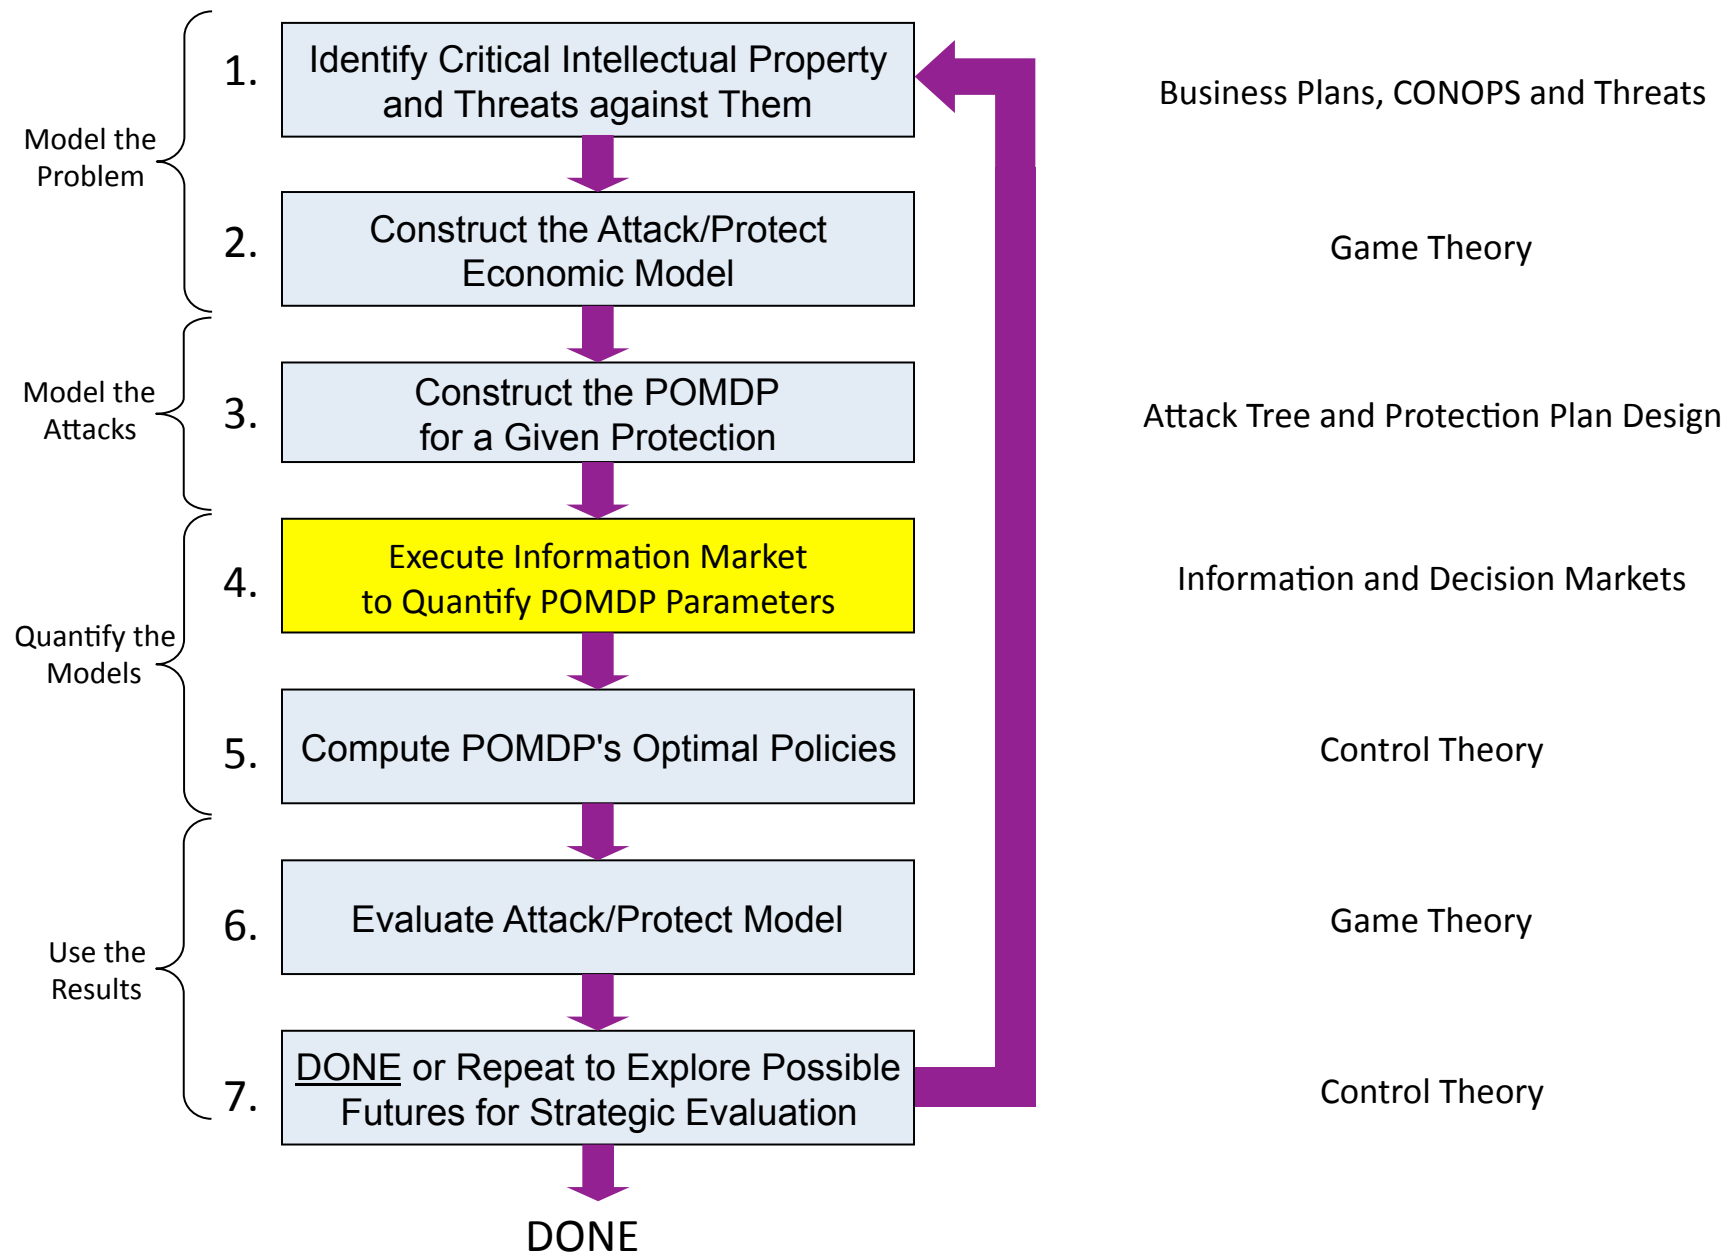 1.
Identify Critical Intellectual Property
and Threats against Them
Business Plans, CONOPS and Threats
Model the
Problem
2.
Construct the Attack/Protect
Economic Model
Game Theory
Model the
Attacks
3.
Construct the POMDP
for a Given Protection
Attack Tree and Protection Plan Design
4.
Execute Information Market
to Quantify POMDP Parameters
Information and Decision Markets
Quantify the
Models
5.
Compute POMDP's Optimal Policies
Control Theory
6.
Evaluate Attack/Protect Model
Game Theory
Use the
Results
7.
DONE or Repeat to Explore Possible
Futures for Strategic Evaluation
Control Theory
DONE